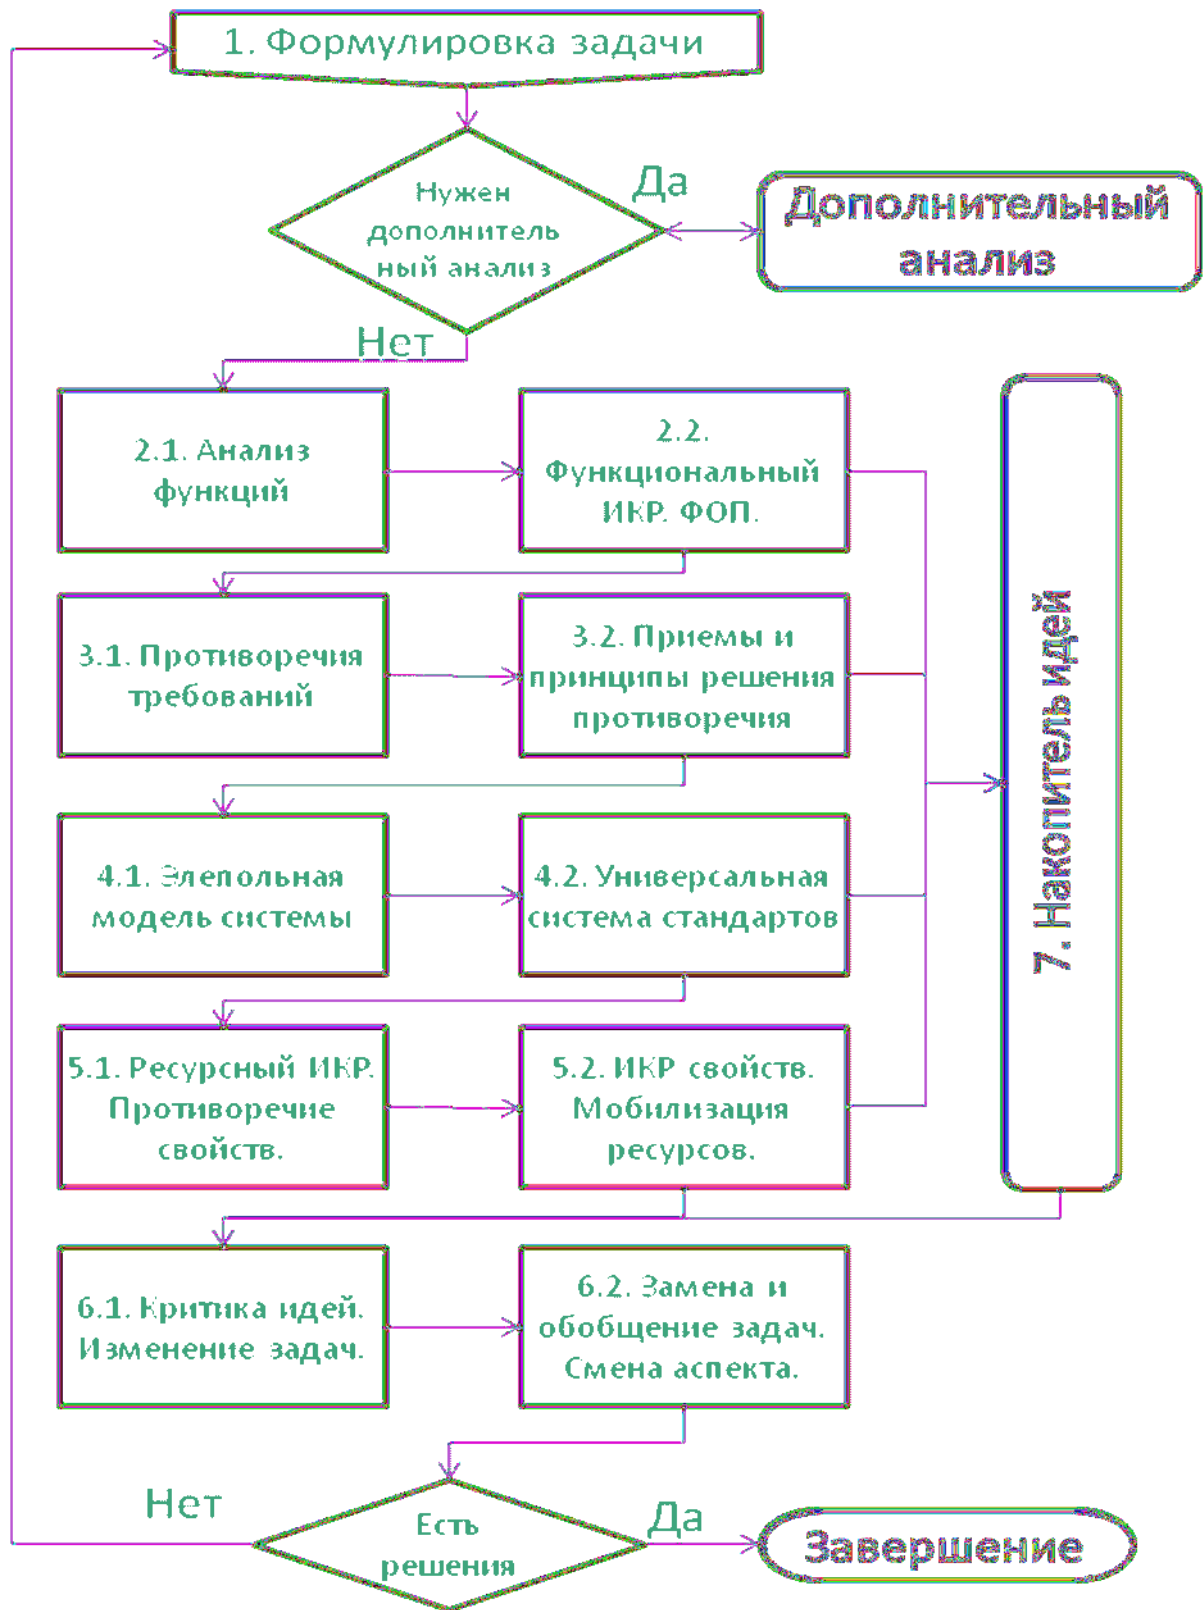 1. Формулировка задачи
Нужен
дополнитель
ный анализ
Да
Дополнительный
анализ
Нет
2.1. Анализ
функций
2.2.
Функциональный
ИКР. ФОП.
3.1. Противоречия
требований
3.2. Приемы и
принципы решения
противоречия
4.1. Элепольная
модель системы
4.2. Универсальная
система стандартов
5.1. Ресурсный ИКР.
Противоречие
свойств.
5.2. ИКР свойств.
Мобилизация
ресурсов.
7. Накопитель идей
6.1. Критика идей.
Изменение задач.
6.2. Замена и
обобщение задач.
Смена аспекта.
Нет
Есть
решения
Да
Завершение